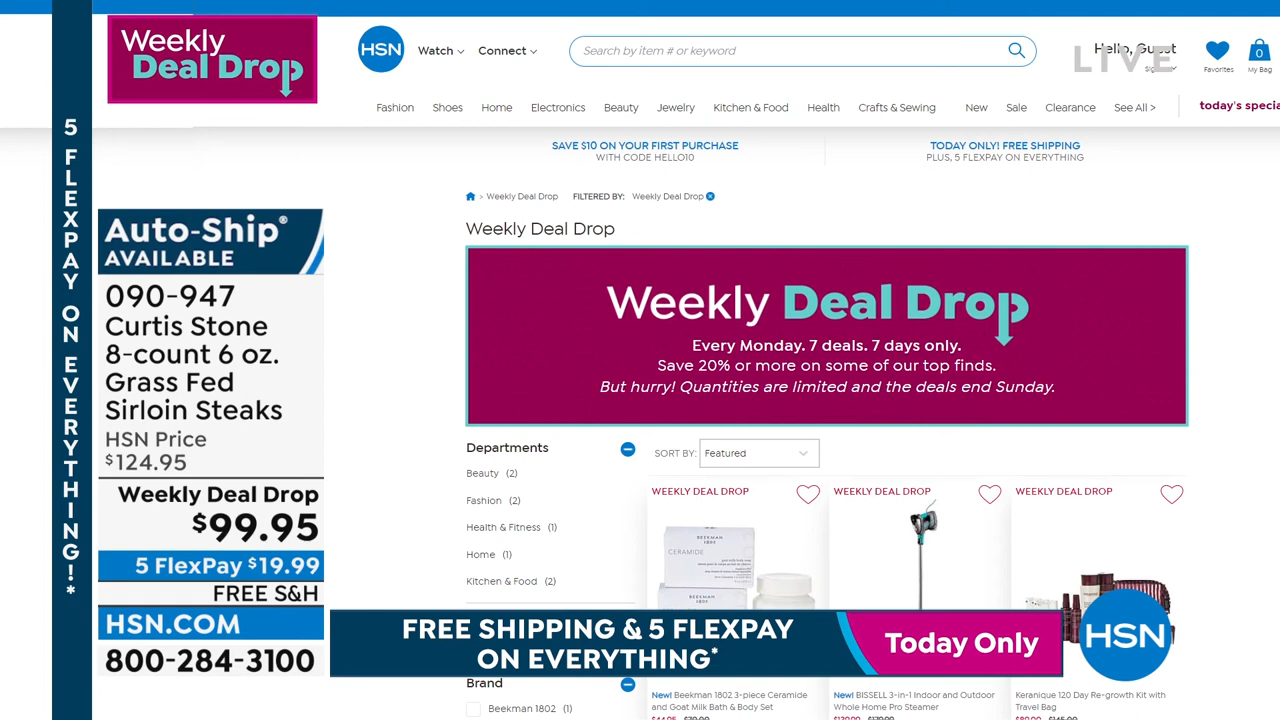 5 FLEXPAY ON EVERYTHING!*
Weekly
Deal Drop
HSN
Watch
Connect
Search by item # or keyword
Hello, Guest
LIVE
Favorites
0
My Bag
Fashion
Shoes
Home
Electronics
Beauty
Jewelry
Kitchen & Food
Health
Crafts & Sewing
New
Sale
Clearance
See All >
today's specia
SAVE $10 ON YOUR FIRST PURCHASE
WITH CODE HELLO10
TODAY ONLY! FREE SHIPPING
PLUS, 5 FLEXPAY ON EVERYTHING
> Weekly Deal Drop
FILTERED BY:
Weekly Deal Drop
Weekly Deal Drop
Weekly Deal Drop
Every Monday. 7 deals. 7 days only.
Save 20% or more on some of our top finds.
But hurry! Quantities are limited and the deals end Sunday.
Auto-Ship®
AVAILABLE
090-947
Curtis Stone
8-count 6 oz.
Grass Fed
Sirloin Steaks
HSN Price
$124.95
Weekly Deal Drop
$99.95
5 FlexPay $19.99
FREE S&H
HSN.COM
800-284-3100
Departments
Beauty (2)
Fashion (2)
Health & Fitness (1)
Home (1)
Kitchen & Food (2)
Brand
Beekman 1802 (1)
SORT BY:
Featured
WEEKLY DEAL DROP
WEEKLY DEAL DROP
WEEKLY DEAL DROP
BEEKMAN
1802
CERAMIDE
BEEKMAN
1802
FREE SHIPPING & 5 FLEXPAY
ON EVERYTHING*
Today Only
HSN
New! Beekman 1802 3-piece Ceramide
and Goat Milk Bath & Body Set
New! BISSELL 3-in-1 Indoor and Outdoor
Whole Home Pro Steamer
Keranique 120 Day Re-growth Kit with
Travel Bag